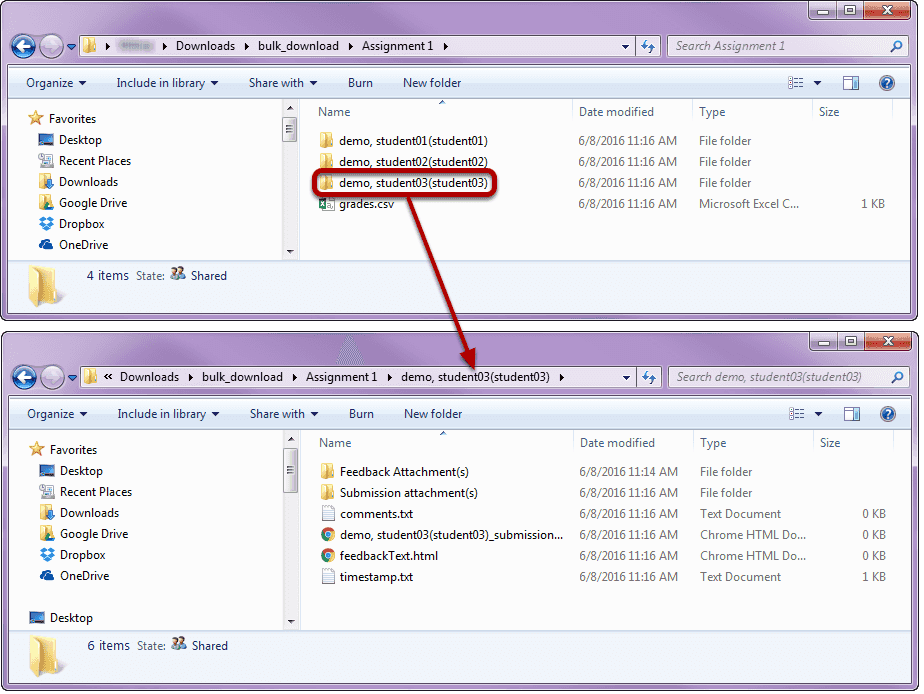 Downloads bulk_download Assignment 1
Search Assignment 1
Organize Include in library Share with Burn New folder
Name Date modified Type Size
Favorites
Desktop
Recent Places
Downloads
Google Drive
Dropbox
OneDrive
demo, student01(student01) 6/8/2016 11:16 AM File folder
demo, student02(student02) 6/8/2016 11:16 AM File folder
demo, student03(student03) 6/8/2016 11:16 AM File folder
grades.csv 6/8/2016 11:16 AM Microsoft Excel C... 1 KB
4 items State: Shared
« Downloads bulk_download Assignment 1 demo, student03(student03)
Search demo, student03(student03)
Organize Include in library Share with Burn New folder
Name Date modified Type Size
Favorites
Desktop
Recent Places
Downloads
Google Drive
Dropbox
OneDrive
Desktop
Feedback Attachment(s) 6/8/2016 11:14 AM File folder
Submission attachment(s) 6/8/2016 11:16 AM File folder
comments.txt 6/8/2016 11:16 AM Text Document 0 KB
demo, student03(student03)_submission... 6/8/2016 11:16 AM Chrome HTML Do... 0 KB
feedbackText.html 6/8/2016 11:16 AM Chrome HTML Do... 0 KB
timestamp.txt 6/8/2016 11:16 AM Text Document 1 KB
6 items State: Shared